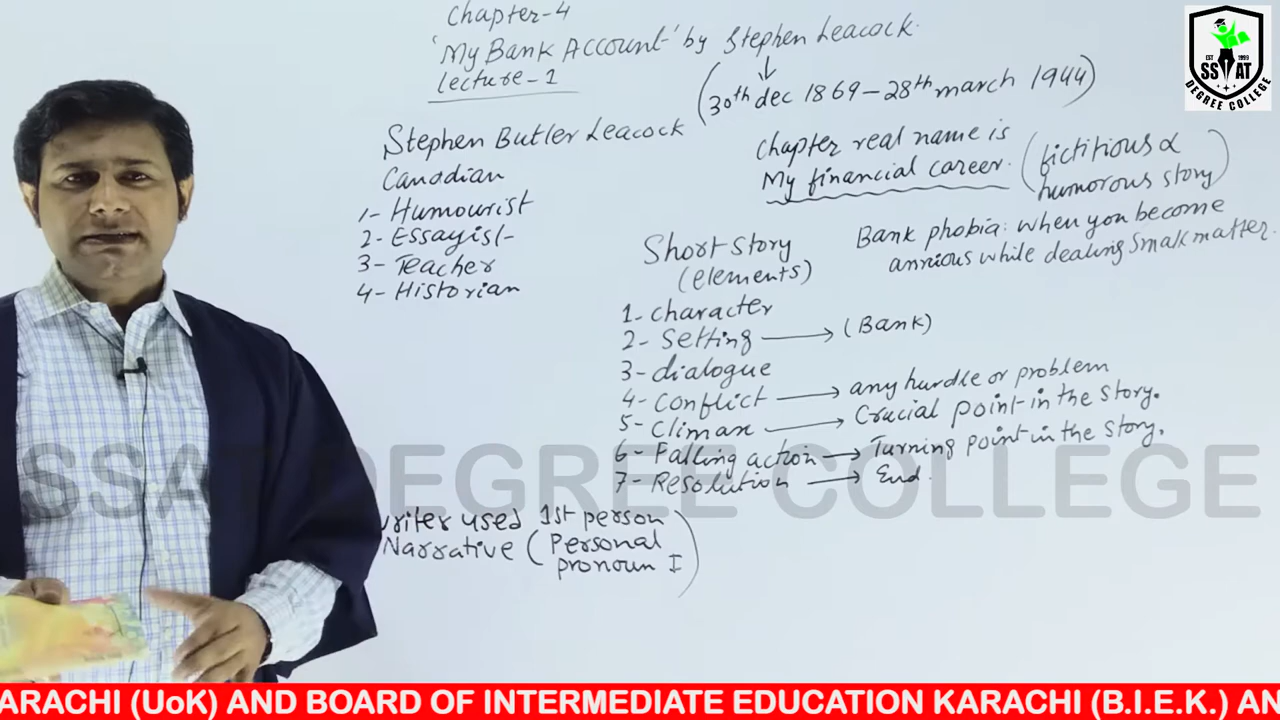 Chapter-4
'My Bank Account' by Stephen Leacock.
Lecture-1
(30th dec 1869 - 28th march 1944)
Stephen Butler Leacock
Canadian
1- Humourist
2- Essayist-
3- Teacher
4- Historian
Chapter real name is
My financial career.
(fictitious &
humorous story)
Bank phobia: when you become
anxious while dealing small matter.
Short Story
(elements)
1- character
2- Setting → (Bank)
3- dialogue
4- Conflict → any hurdle or problem
5- Climax → Crucial point in the Story.
6- Falling action → Turning point in the Story.
7- Resolution → End.
writer used 1st person
Narrative (Personal
pronoun I)
SSAT DEGREE COLLEGE
EST 1999
SSAT
DEGREE COLLEGE
ARACHI (UoK) AND BOARD OF INTERMEDIATE EDUCATION KARACHI (B.I.E.K.) AN